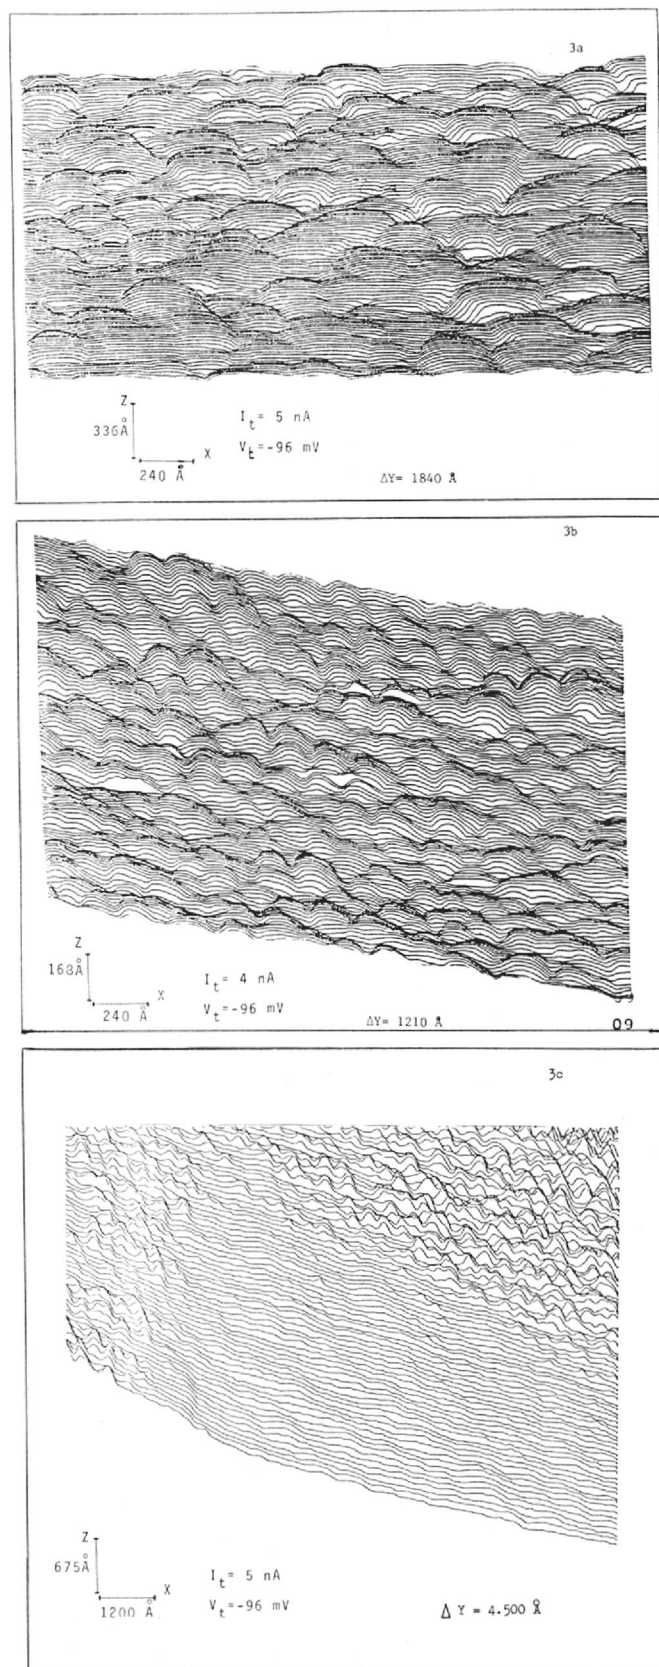 3a
Z
336Å
X
240 Å
I_t= 5 nA
V_t=-96 mV
ΔY= 1840 Å
3b
Z
168Å
X
240 Å
I_t= 4 nA
V_t=-96 mV
ΔY= 1210 Å
09
3c
Z
675Å
X
1200 Å
I_t= 5 nA
V_t=-96 mV
Δ Y = 4.500 Å